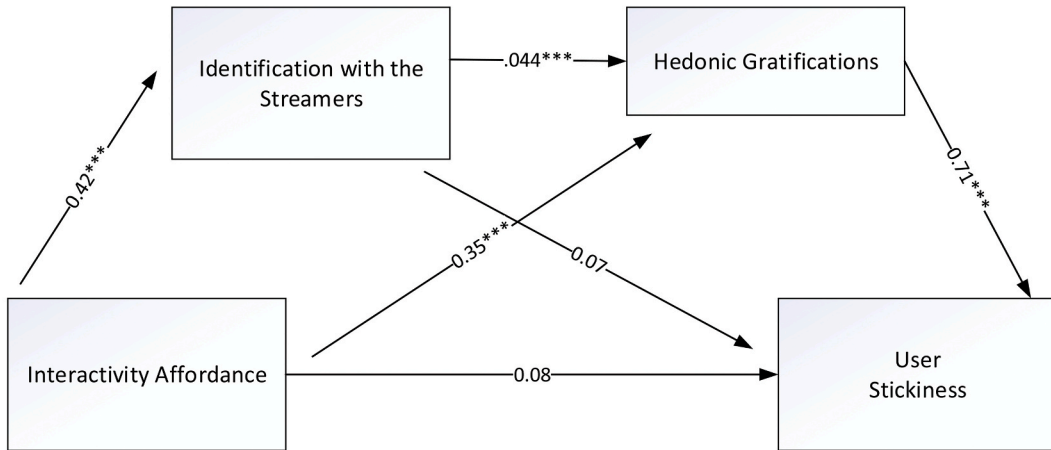 Identification with the
Streamers
.044***
Hedonic Gratifications
0.42***
0.71***
0.35***
0.07
Interactivity Affordance
0.08
User
Stickiness